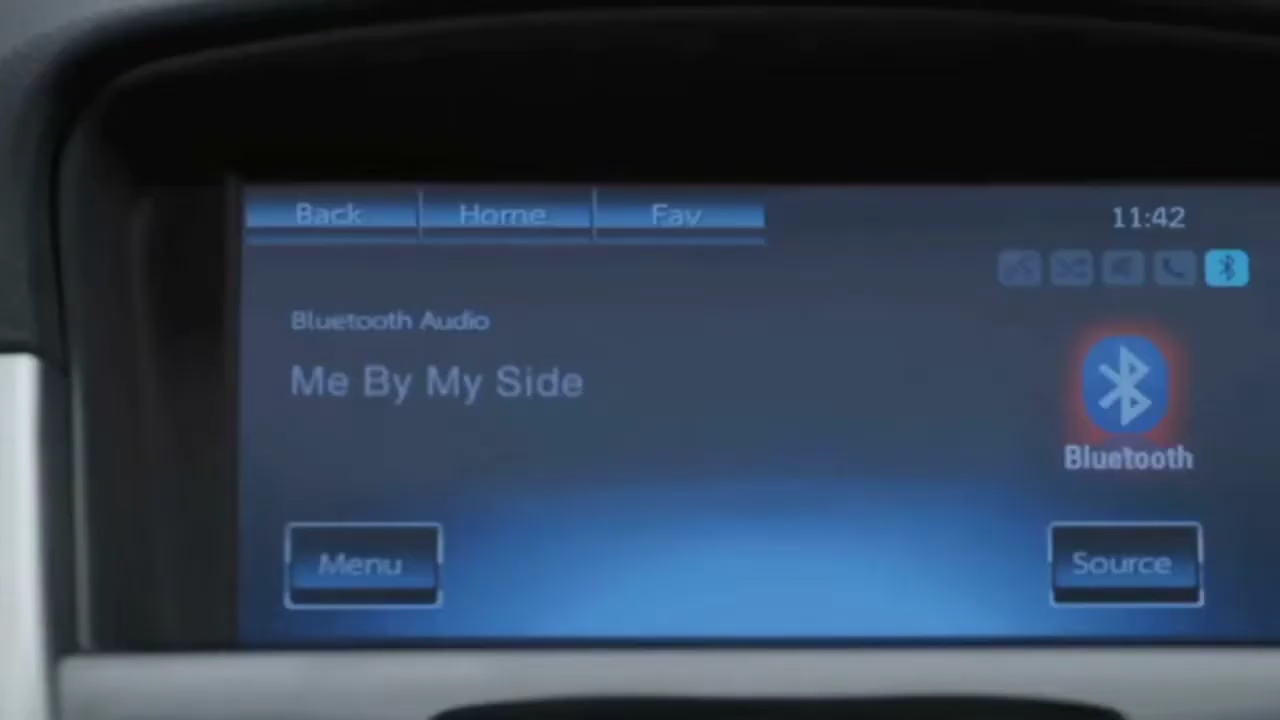 Back Home Fav 11:42
Bluetooth Audio
Me By My Side
Bluetooth
Menu Source